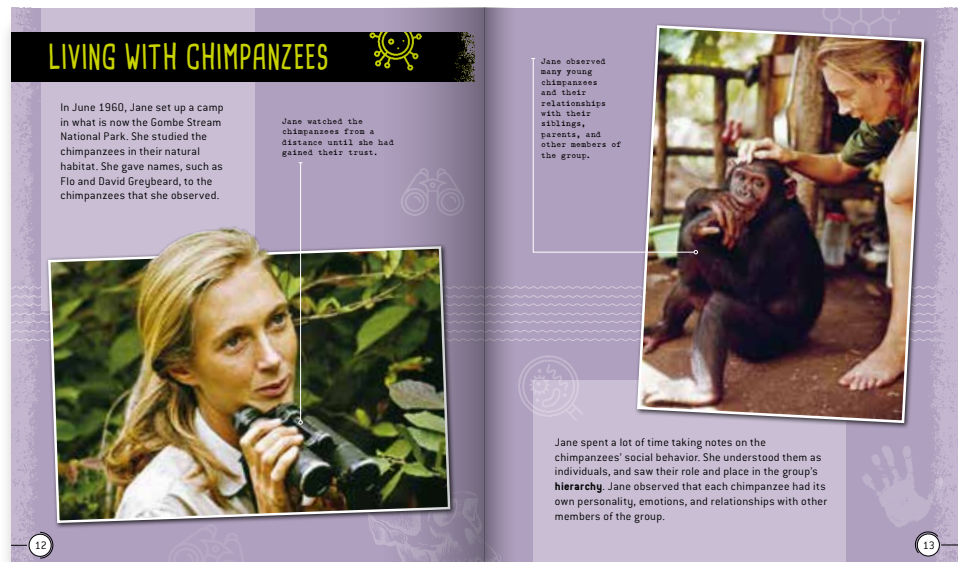 LIVING WITH CHIMPANZEES
In June 1960, Jane set up a camp
in what is now the Gombe Stream
National Park. She studied the
chimpanzees in their natural
habitat. She gave names, such as
Flo and David Greybeard, to the
chimpanzees that she observed.
Jane watched the
chimpanzees from a
distance until she had
gained their trust.
12
Jane observed
many young
chimpanzees
and their
relationships
with their
siblings,
parents, and
other members of
the group.
Jane spent a lot of time taking notes on the
chimpanzees' social behavior. She understood them as
individuals, and saw their role and place in the group's
hierarchy. Jane observed that each chimpanzee had its
own personality, emotions, and relationships with other
members of the group.
13